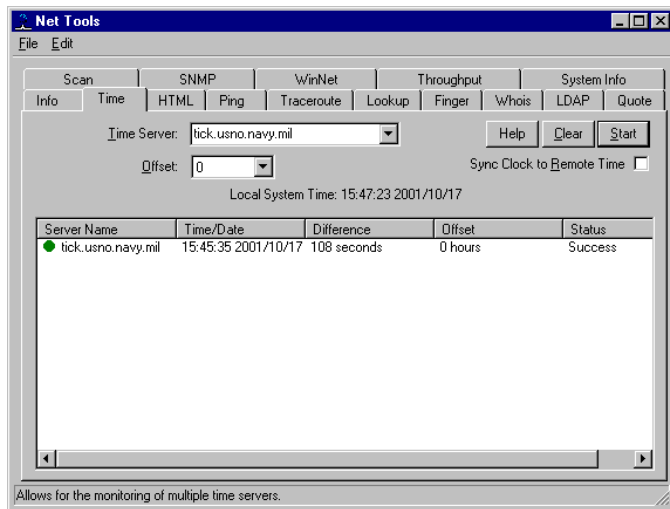 Net Tools
File Edit
Scan SNMP WinNet Throughput System Info
Info Time HTML Ping Traceroute Lookup Finger Whois LDAP Quote
Time Server: tick.usno.navy.mil Help Clear Start
Offset: 0 Sync Clock to Remote Time
Local System Time: 15:47:23 2001/10/17
Server Name Time/Date Difference Offset Status
tick.usno.navy.mil 15:45:35 2001/10/17 108 seconds 0 hours Success
Allows for the monitoring of multiple time servers.